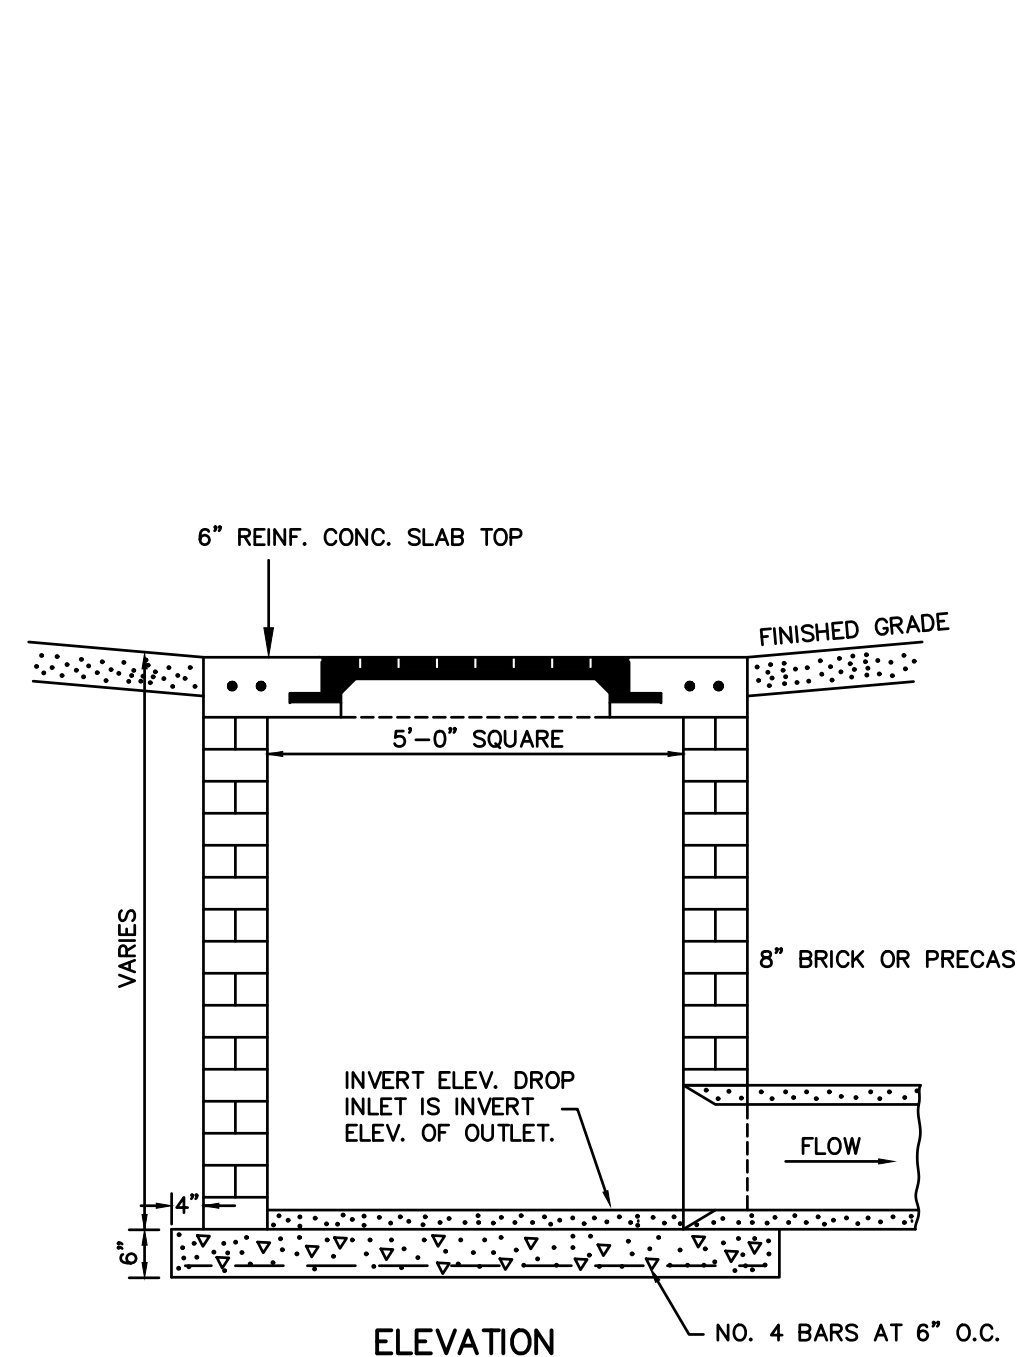 6" REINF. CONC. SLAB TOP
FINISHED GRADE
5'-0" SQUARE
VARIES
8" BRICK OR PRECAS
INVERT ELEV. DROP
INLET IS INVERT
ELEV. OF OUTLET.
FLOW
4"
6"
NO. 4 BARS AT 6" O.C.
ELEVATION